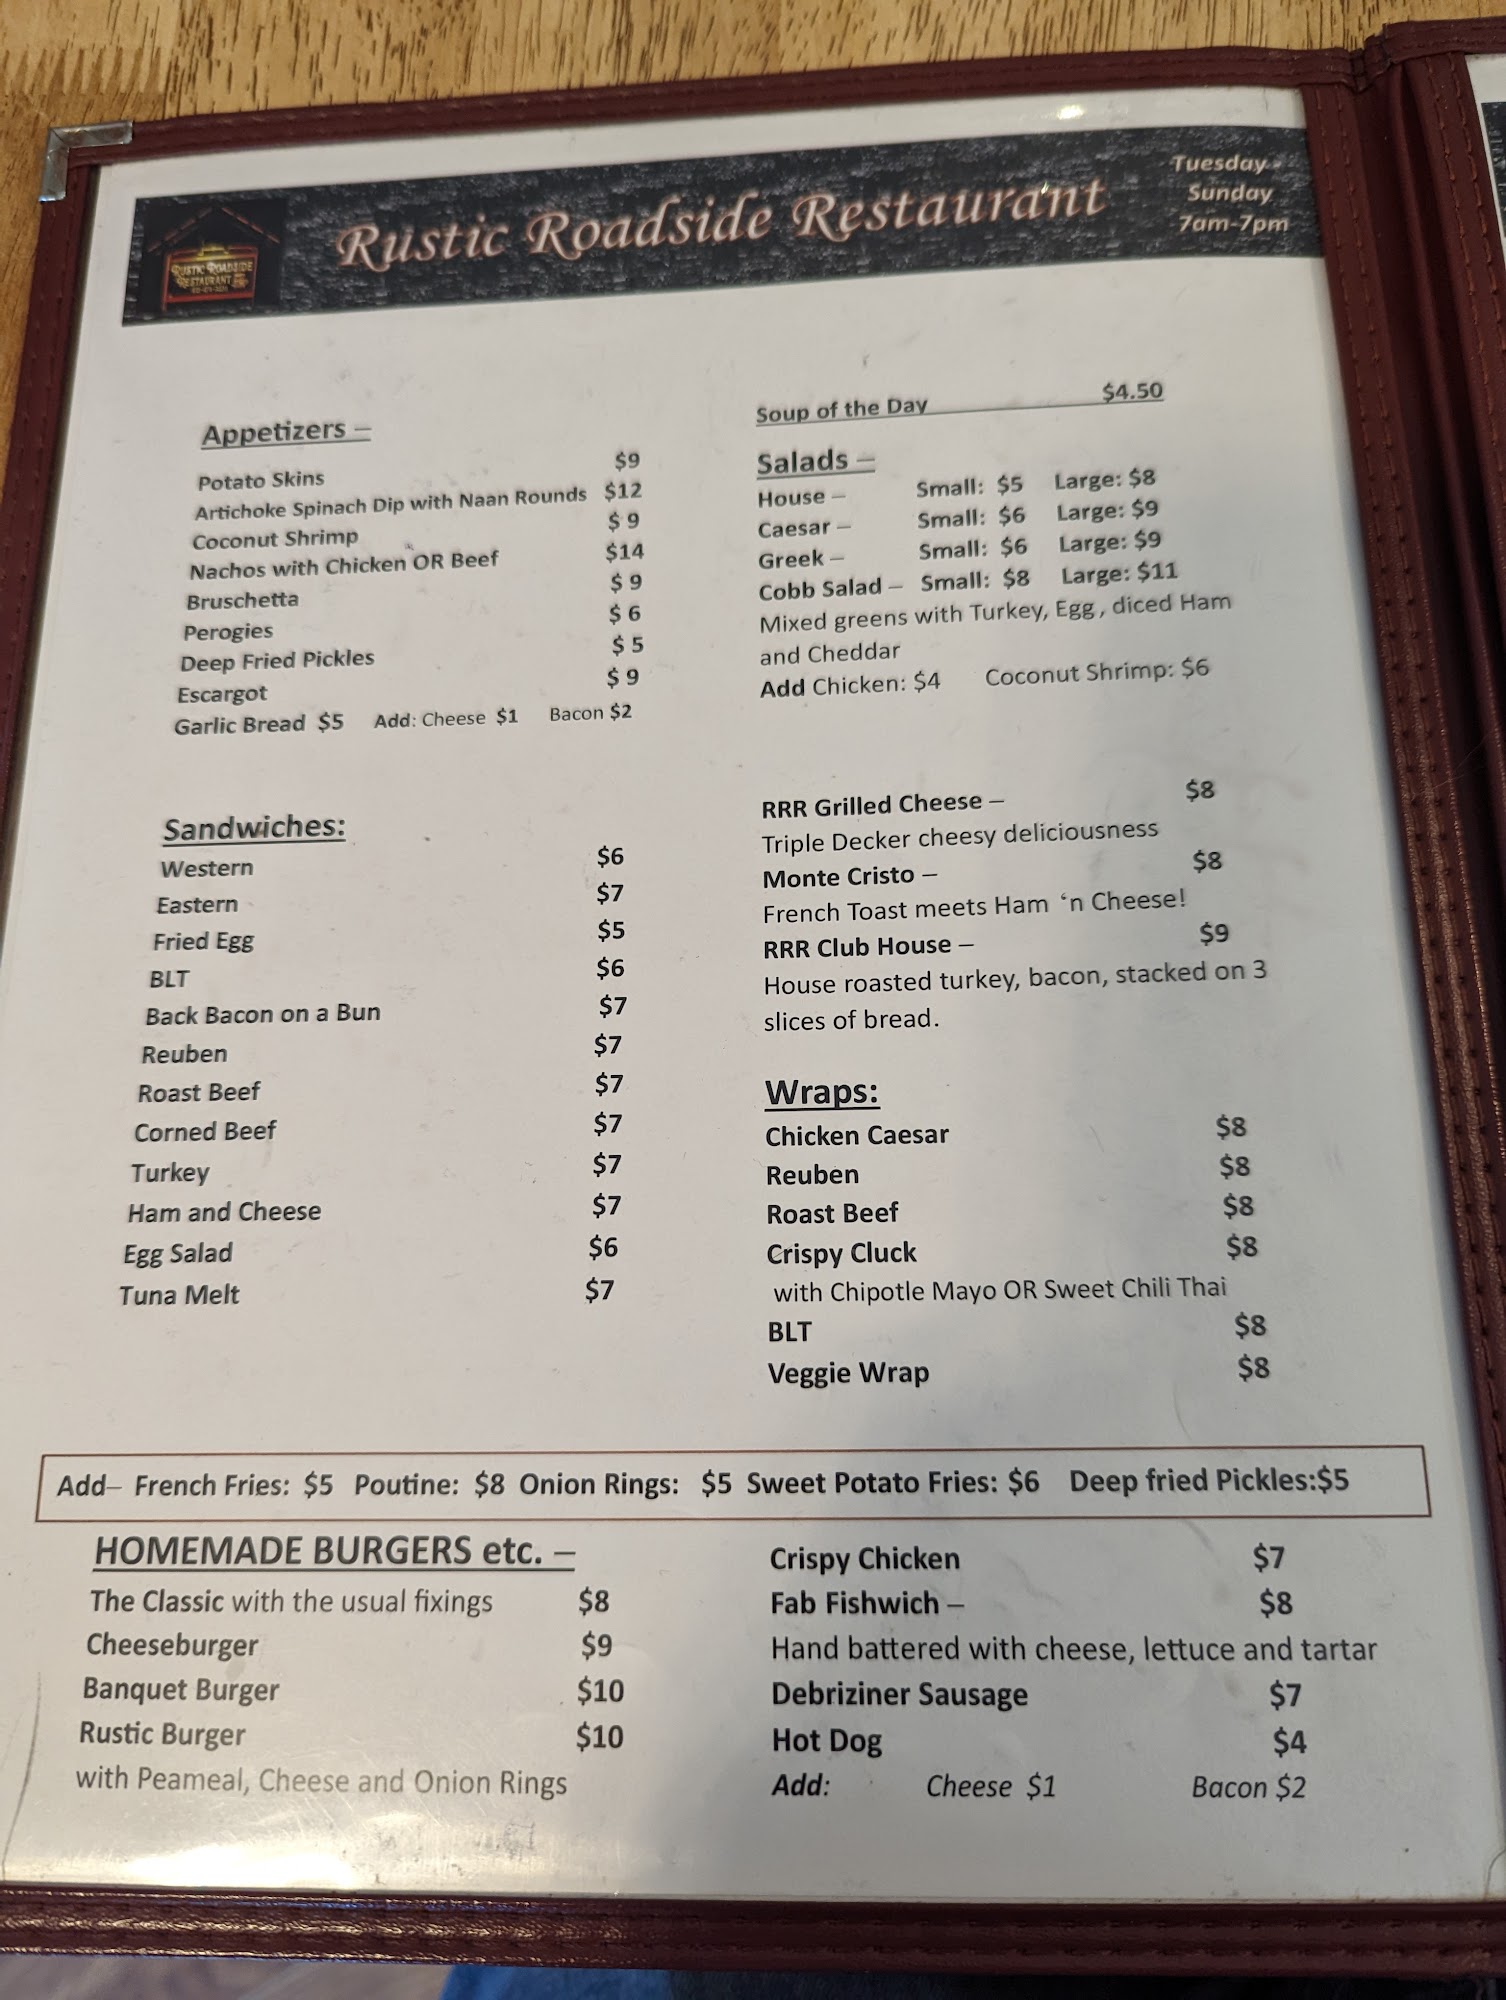 Rustic Roadside Restaurant
Tuesday -
Sunday
7am-7pm
RUSTIC ROADSIDE
RESTAURANT
Appetizers –
Potato Skins $9
Artichoke Spinach Dip with Naan Rounds $12
Coconut Shrimp $ 9
Nachos with Chicken OR Beef $14
Bruschetta $ 9
Perogies $ 6
Deep Fried Pickles $ 5
Escargot $ 9
Garlic Bread $5 Add: Cheese $1 Bacon $2
Soup of the Day $4.50
Salads –
House – Small: $5 Large: $8
Caesar – Small: $6 Large: $9
Greek – Small: $6 Large: $9
Cobb Salad – Small: $8 Large: $11
Mixed greens with Turkey, Egg, diced Ham
and Cheddar
Add Chicken: $4 Coconut Shrimp: $6
Sandwiches:
Western $6
Eastern $7
Fried Egg $5
BLT $6
Back Bacon on a Bun $7
Reuben $7
Roast Beef $7
Corned Beef $7
Turkey $7
Ham and Cheese $7
Egg Salad $6
Tuna Melt $7
RRR Grilled Cheese – $8
Triple Decker cheesy deliciousness
Monte Cristo – $8
French Toast meets Ham ‘n Cheese!
RRR Club House – $9
House roasted turkey, bacon, stacked on 3
slices of bread.
Wraps:
Chicken Caesar $8
Reuben $8
Roast Beef $8
Crispy Cluck $8
with Chipotle Mayo OR Sweet Chili Thai
BLT $8
Veggie Wrap $8
Add– French Fries: $5 Poutine: $8 Onion Rings: $5 Sweet Potato Fries: $6 Deep fried Pickles:$5
HOMEMADE BURGERS etc. –
The Classic with the usual fixings $8
Cheeseburger $9
Banquet Burger $10
Rustic Burger $10
with Peameal, Cheese and Onion Rings
Crispy Chicken $7
Fab Fishwich – $8
Hand battered with cheese, lettuce and tartar
Debriziner Sausage $7
Hot Dog $4
Add: Cheese $1 Bacon $2